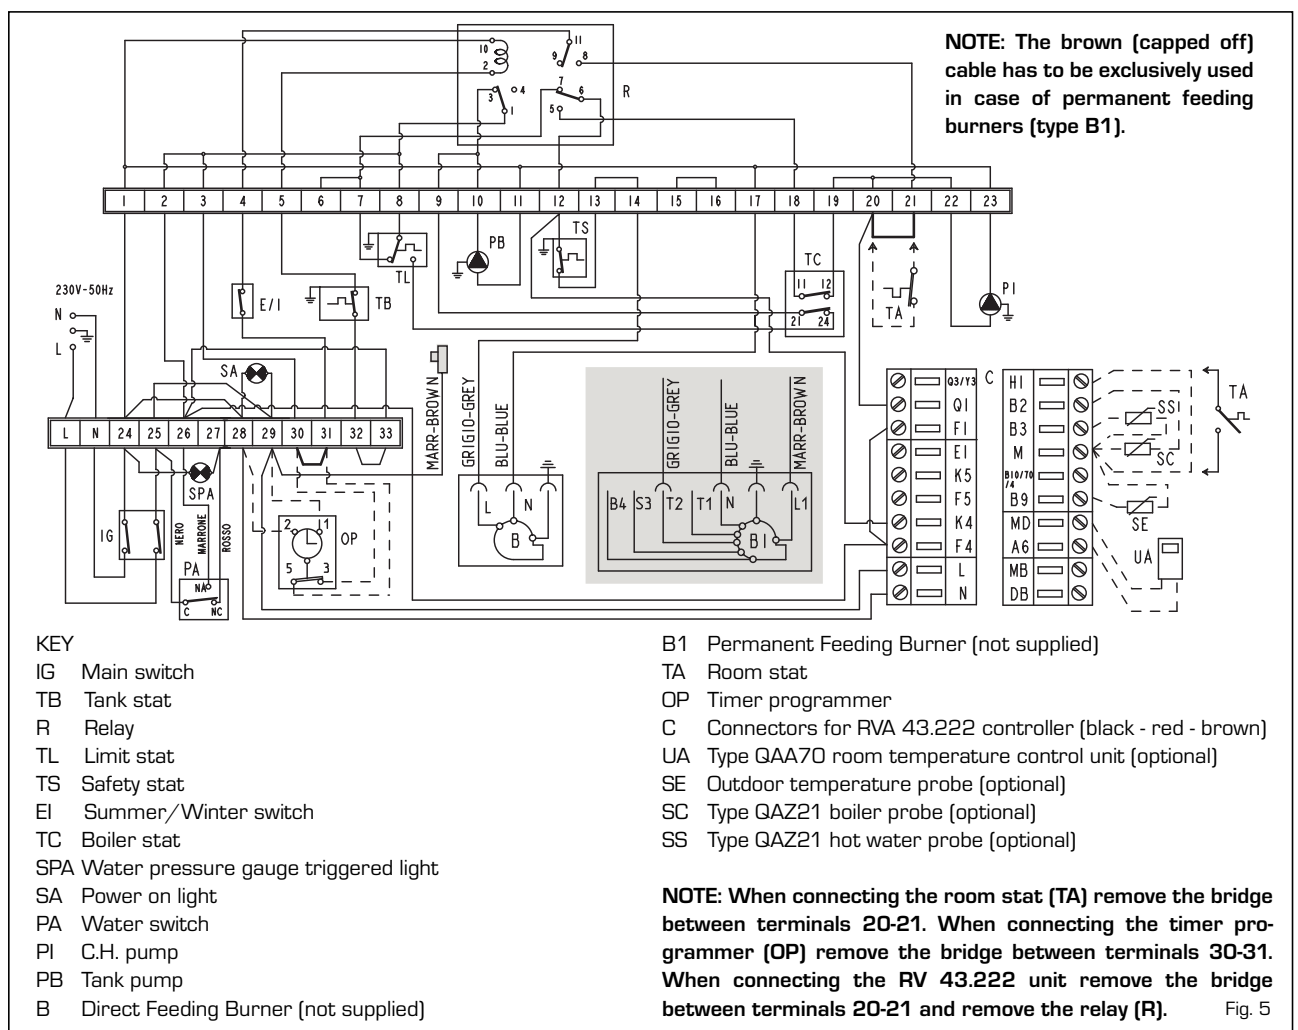 NOTE: The brown (capped off)
cable has to be exclusively used
in case of permanent feeding
burners (type B1).
10
2
3
4
1
11
9
8
7
6
5
R
1 2 3 4 5 6 7 8 9 10 11 12 13 14 15 16 17 18 19 20 21 22 23
230V-50Hz
N
L
E/I
TB
TL
PB
TS
TC
11 12
21 24
TA
PI
SA
L N 24 25 26 27 28 29 30 31 32 33
SPA
IG
NERO
MARRONE
ROSSO
PA
NA
C NC
2 1
5 3
OP
MARR-BROWN
GRIGIO-GREY
BLU-BLUE
L N
B
GRIGIO-GREY
BLU-BLUE
MARR-BROWN
B4 S3 T2 T1 N L1
B1
C
Q3/Y3
Q1
F1
E1
K5
F5
K4
F4
L
N
H1
B2
B3
M
B10/70
/4
B9
MD
A6
MB
DB
SS
SC
SE
UA
TA
KEY
IG Main switch
TB Tank stat
R Relay
TL Limit stat
TS Safety stat
EI Summer/Winter switch
TC Boiler stat
SPA Water pressure gauge triggered light
SA Power on light
PA Water switch
PI C.H. pump
PB Tank pump
B Direct Feeding Burner (not supplied)
B1 Permanent Feeding Burner (not supplied)
TA Room stat
OP Timer programmer
C Connectors for RVA 43.222 controller (black - red - brown)
UA Type QAA70 room temperature control unit (optional)
SE Outdoor temperature probe (optional)
SC Type QAZ21 boiler probe (optional)
SS Type QAZ21 hot water probe (optional)
NOTE: When connecting the room stat (TA) remove the bridge
between terminals 20-21. When connecting the timer pro-
grammer (OP) remove the bridge between terminals 30-31.
When connecting the RV 43.222 unit remove the bridge
between terminals 20-21 and remove the relay (R).
Fig. 5